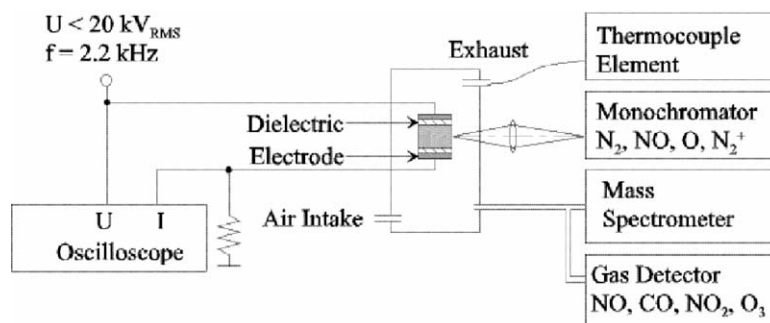 U < 20 kV_RMS
f = 2.2 kHz
Exhaust
Thermocouple
Element
Dielectric
Electrode
Monochromator
N₂, NO, O, N₂⁺
U I
Oscilloscope
Air Intake
Mass
Spectrometer
Gas Detector
NO, CO, NO₂, O₃